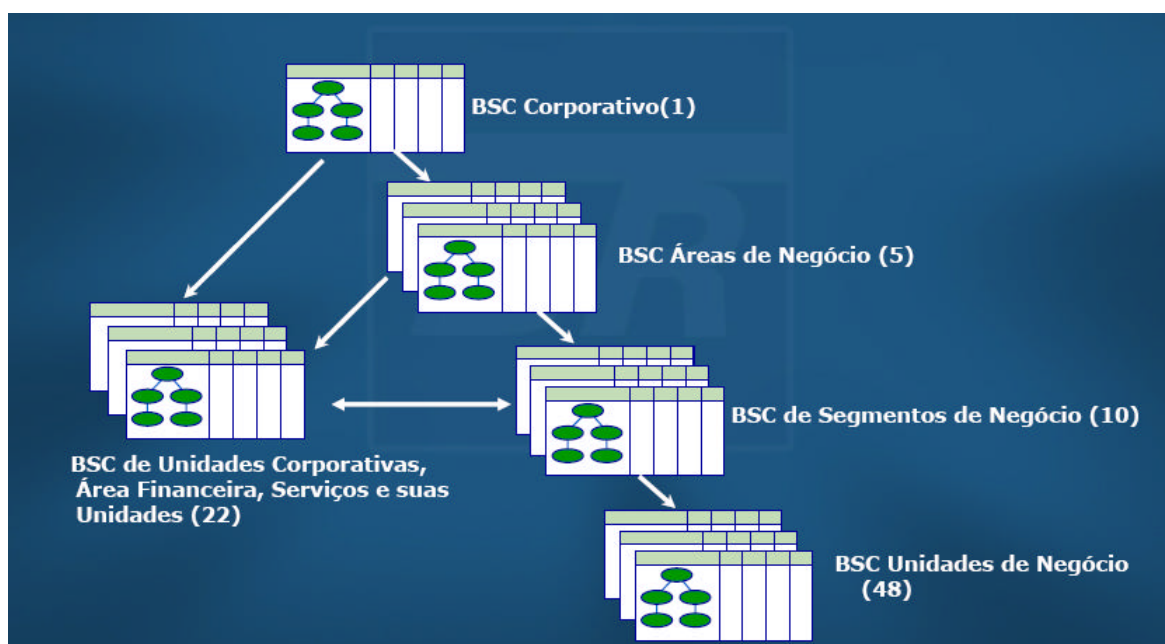 BSC Corporativo(1)
BSC Áreas de Negócio (5)
BSC de Segmentos de Negócio (10)
BSC de Unidades Corporativas,
Área Financeira, Serviços e suas
Unidades (22)
BSC Unidades de Negócio
(48)
BR